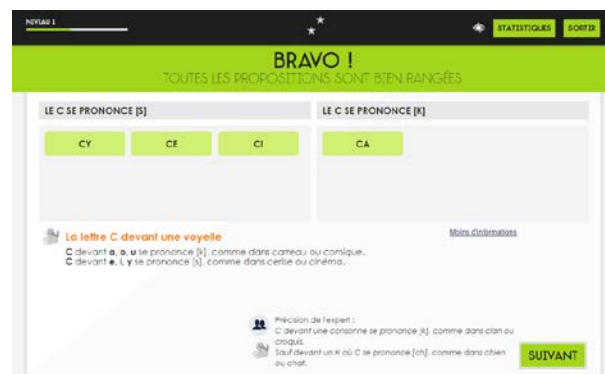 NIVEAU 1
STATISTIQUES
SORTIR
BRAVO !
TOUTES LES PROPOSITIONS SONT BIEN RANGÉES
LE C SE PRONONCE [S]
LE C SE PRONONCE [K]
CY
CE
CI
CA
La lettre C devant une voyelle
Moins d'informations
C devant a, o, u se prononce [k], comme dans carreau ou comique.
C devant e, i, y se prononce [s], comme dans cerise ou cinéma.
Précision de l'expert :
C devant une consonne se prononce [k], comme dans clan ou
croquis.
Sauf devant un H où C se prononce [ch], comme dans chien
ou chat.
SUIVANT